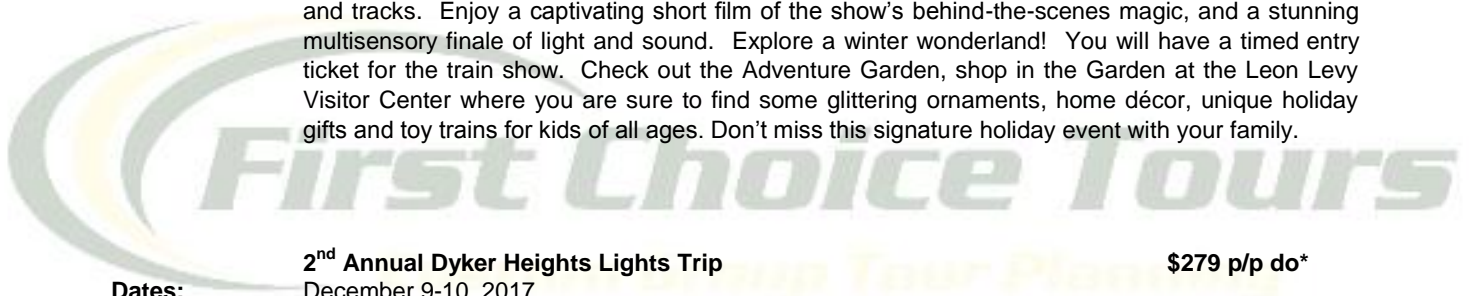 and tracks. Enjoy a captivating short film of the show's behind-the-scenes magic, and a stunning
multisensory finale of light and sound. Explore a winter wonderland! You will have a timed entry
ticket for the train show. Check out the Adventure Garden, shop in the Garden at the Leon Levy
Visitor Center where you are sure to find some glittering ornaments, home décor, unique holiday
gifts and toy trains for kids of all ages. Don't miss this signature holiday event with your family.
First Choice Tours
Group Tour Planning
2nd Annual Dyker Heights Lights Trip $279 p/p do*
Dates: December 9-10, 2017